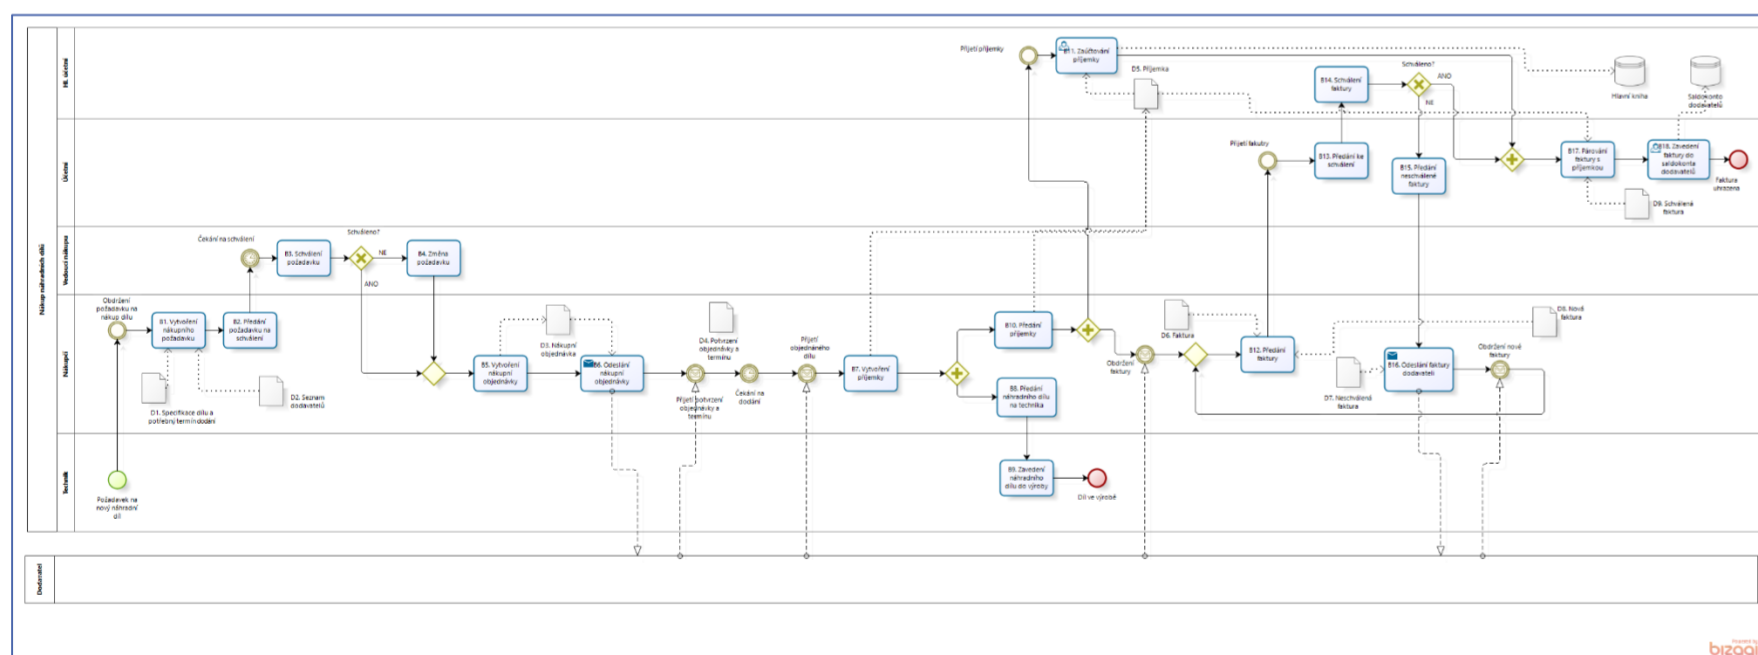 Nákup náhradních dílů
Hl. účetní
Účetní
Vedoucí nákupu
Nákupčí
Technik
Dodavatel
Přijetí příjemky
B11. Zaúčtování
příjemky
D5. Příjemka
B14. Schválení
faktury
Schváleno?
ANO
NE
Hlavní kniha
Saldokonto
dodavatelů
Přijetí faktury
B13. Předání ke
schválení
B15. Předání
neschválené
faktury
B17. Párování
faktury s
příjemkou
B18. Zavedení
faktury do
saldokonta
dodavatelů
Faktura
uhrazena
D9. Schválená
faktura
Čekání na schválení
B3. Schválení
požadavku
Schváleno?
NE
ANO
B4. Změna
požadavku
Obdržení
požadavku na
nákup dílu
B1. Vytvoření
nákupního
požadavku
B2. Předání
požadavku na
schválení
D1. Specifikace dílu a
potřebný termín dodání
D2. Seznam
dodavatelů
B5. Vytvoření
nákupní
objednávky
D3. Nákupní
objednávka
B6. Odeslání
nákupní
objednávky
D4. Potvrzení
objednávky a
termínu
Přijetí potvrzení
objednávky a
termínu
Čekání na
dodání
Přijetí
objednaného
dílu
B7. Vytvoření
příjemky
B10. Předání
příjemky
B8. Předání
náhradního dílu
na technika
Obdržení
faktury
D6. Faktura
B12. Předání
faktury
D8. Nová
faktura
D7. Neschválená
faktura
B16. Odeslání faktury
dodavateli
Obdržení nové
faktury
Požadavek na
nový náhradní
díl
B9. Zavedení
náhradního
dílu do výroby
Díl ve výrobě
Powered by
bizagi